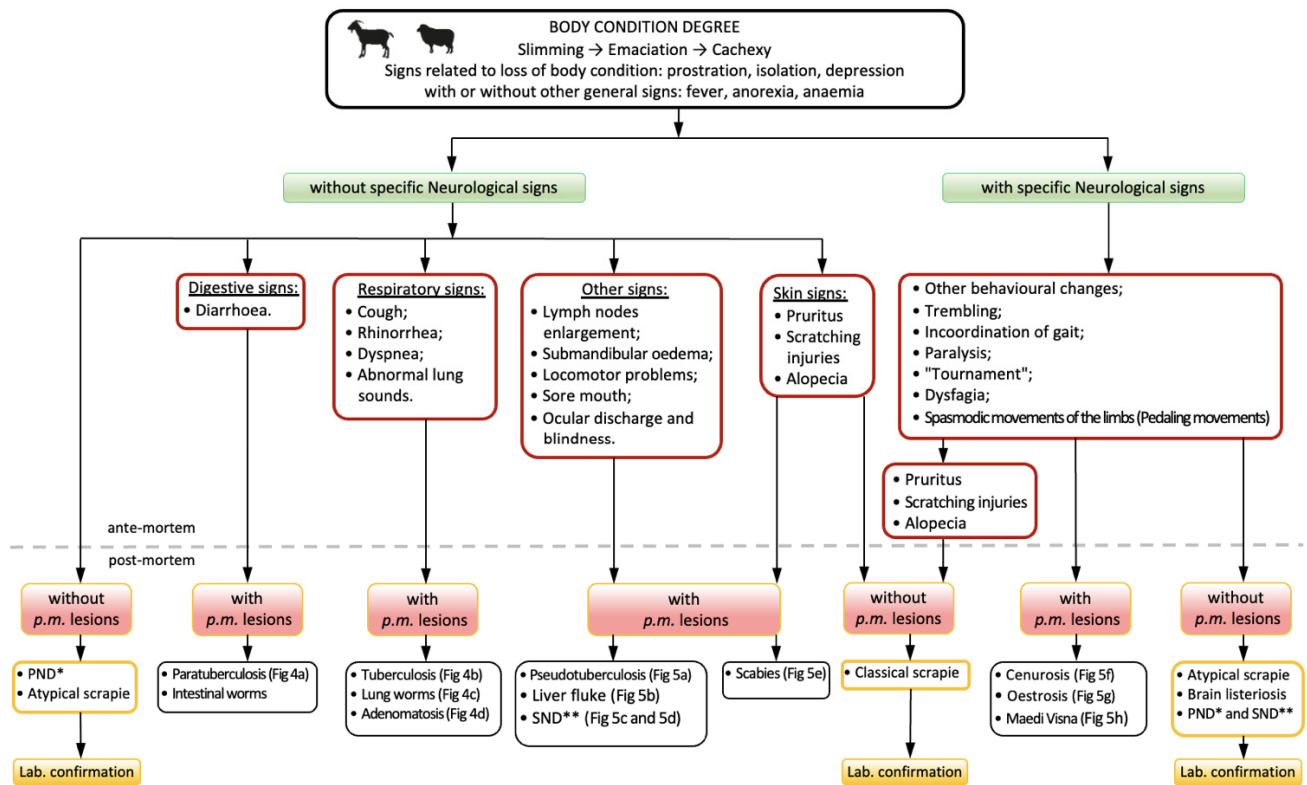 BODY CONDITION DEGREE
Slimming → Emaciation → Cachexy
Signs related to loss of body condition: prostration, isolation, depression
with or without other general signs: fever, anorexia, anaemia
without specific Neurological signs
with specific Neurological signs
Digestive signs:
• Diarrhoea.
Respiratory signs:
• Cough;
• Rhinorrhea;
• Dyspnea;
• Abnormal lung
sounds.
Other signs:
• Lymph nodes
enlargement;
• Submandibular oedema;
• Locomotor problems;
• Sore mouth;
• Ocular discharge and
blindness.
Skin signs:
• Pruritus
• Scratching
injuries
• Alopecia
• Other behavioural changes;
• Trembling;
• Incoordination of gait;
• Paralysis;
• "Tournament";
• Dysfagia;
• Spasmodic movements of the limbs (Pedaling movements)
• Pruritus
• Scratching injuries
• Alopecia
ante-mortem
post-mortem
without
p.m. lesions
with
p.m. lesions
with
p.m. lesions
with
p.m. lesions
without
p.m. lesions
with
p.m. lesions
without
p.m. lesions
• PND*
• Atypical scrapie
• Paratuberculosis (Fig 4a)
• Intestinal worms
• Tuberculosis (Fig 4b)
• Lung worms (Fig 4c)
• Adenomatosis (Fig 4d)
• Pseudotuberculosis (Fig 5a)
• Liver fluke (Fig 5b)
• SND** (Fig 5c and 5d)
• Scabies (Fig 5e)
• Classical scrapie
• Cenurosis (Fig 5f)
• Oestrosis (Fig 5g)
• Maedi Visna (Fig 5h)
• Atypical scrapie
• Brain listeriosis
• PND* and SND**
Lab. confirmation
Lab. confirmation
Lab. confirmation